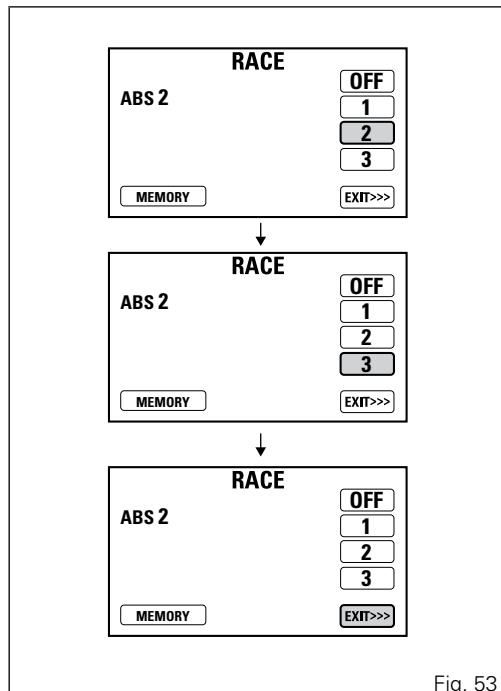 RACE
ABS 2
OFF
1
2
3
MEMORY
EXIT>>>
RACE
ABS 2
OFF
1
2
3
MEMORY
EXIT>>>
RACE
ABS 2
OFF
1
2
3
MEMORY
EXIT>>>
Fig. 53